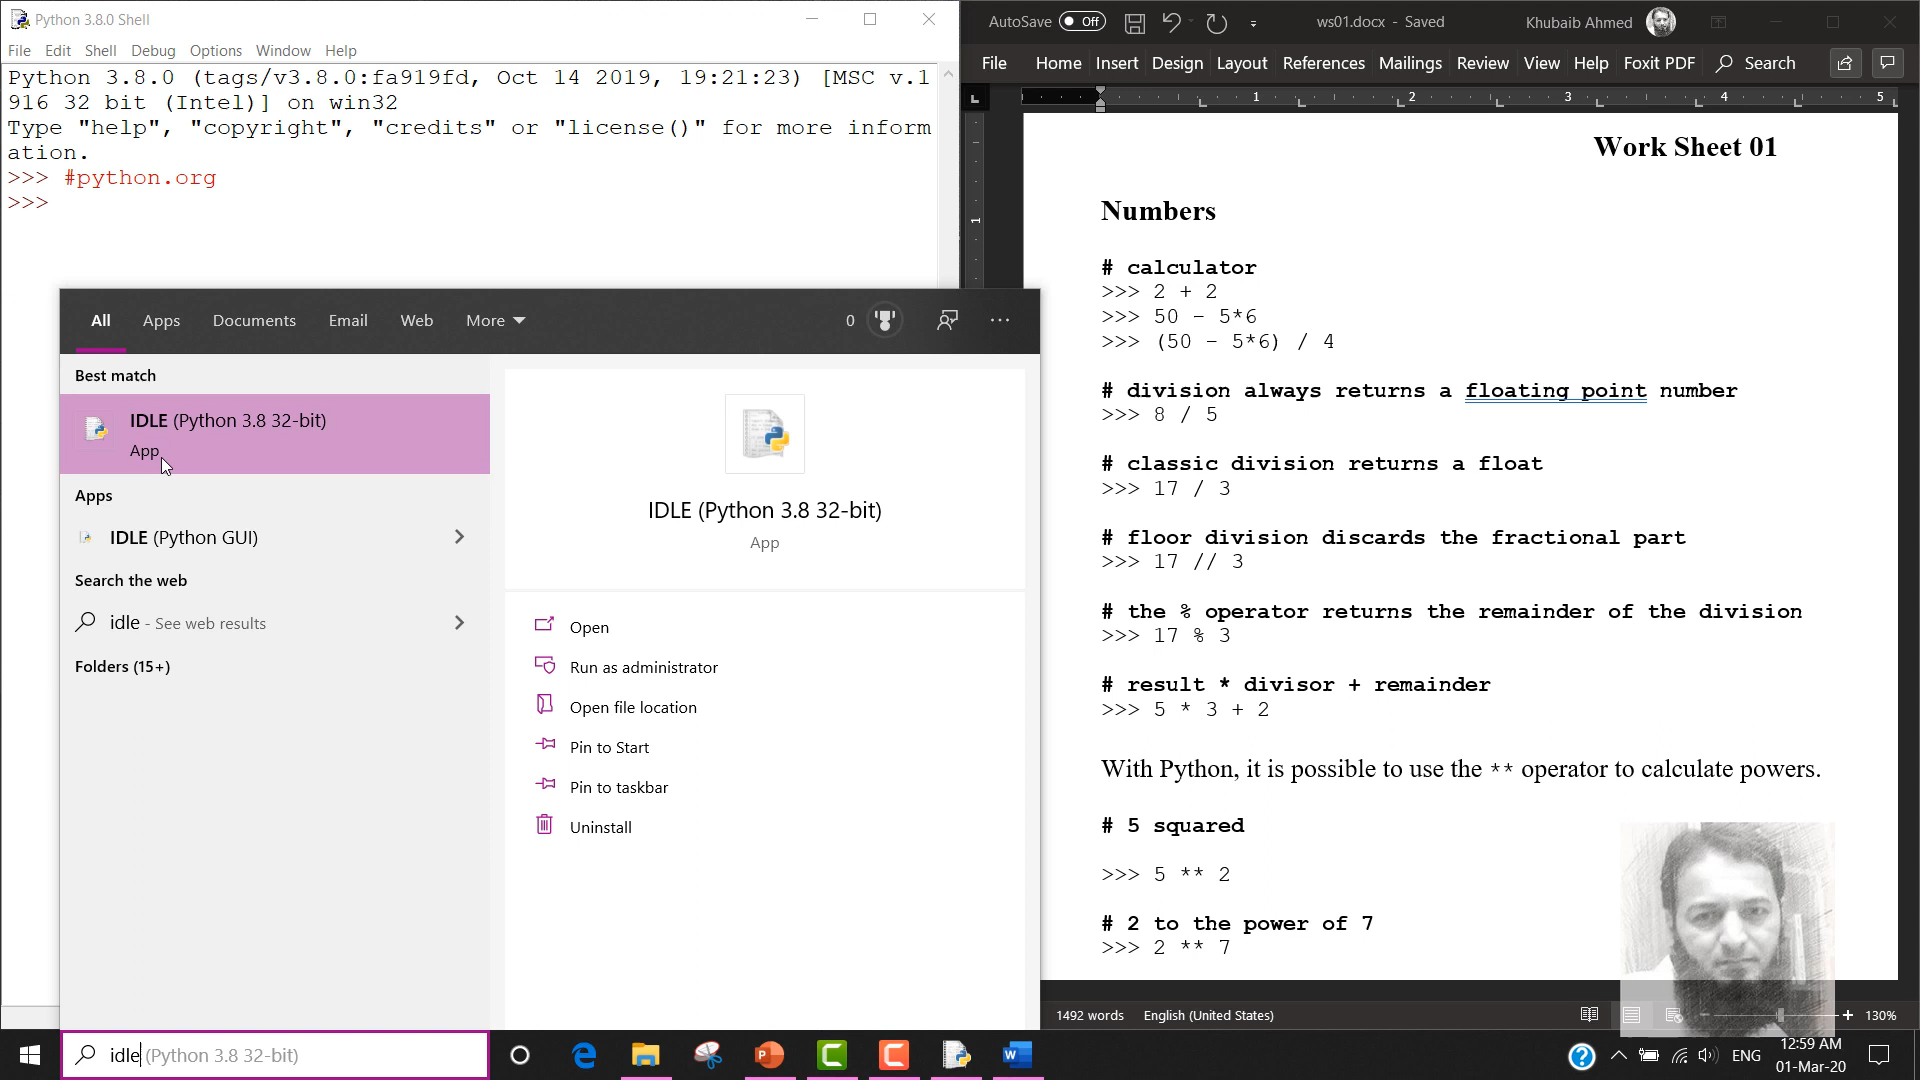 Python 3.8.0 Shell
File Edit Shell Debug Options Window Help
Python 3.8.0 (tags/v3.8.0:fa919fd, Oct 14 2019, 19:21:23) [MSC v.1
916 32 bit (Intel)] on win32
Type "help", "copyright", "credits" or "license()" for more inform
ation.
>>> #python.org
>>>
All Apps Documents Email Web More 0 ...
Best match
IDLE (Python 3.8 32-bit)
App
Apps
IDLE (Python GUI)
Search the web
idle - See web results
Folders (15+)
IDLE (Python 3.8 32-bit)
App
Open
Run as administrator
Open file location
Pin to Start
Pin to taskbar
Uninstall
AutoSave Off ws01.docx - Saved Khubaib Ahmed
File Home Insert Design Layout References Mailings Review View Help Foxit PDF Search
1 2 3 4 5
1
Work Sheet 01
Numbers
# calculator
>>> 2 + 2
>>> 50 - 5*6
>>> (50 - 5*6) / 4
# division always returns a floating point number
>>> 8 / 5
# classic division returns a float
>>> 17 / 3
# floor division discards the fractional part
>>> 17 // 3
# the % operator returns the remainder of the division
>>> 17 % 3
# result * divisor + remainder
>>> 5 * 3 + 2
With Python, it is possible to use the ** operator to calculate powers.
# 5 squared
>>> 5 ** 2
# 2 to the power of 7
>>> 2 ** 7
1492 words English (United States) 130%
idle (Python 3.8 32-bit)
ENG
12:59 AM
01-Mar-20